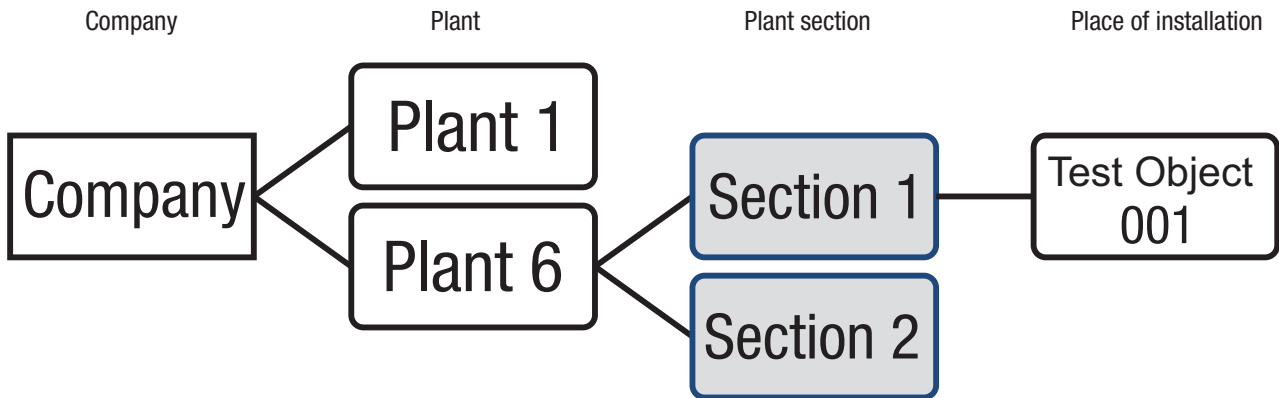 Company
Plant
Plant section
Place of installation
Company
Plant 1
Plant 6
Section 1
Section 2
Test Object
001